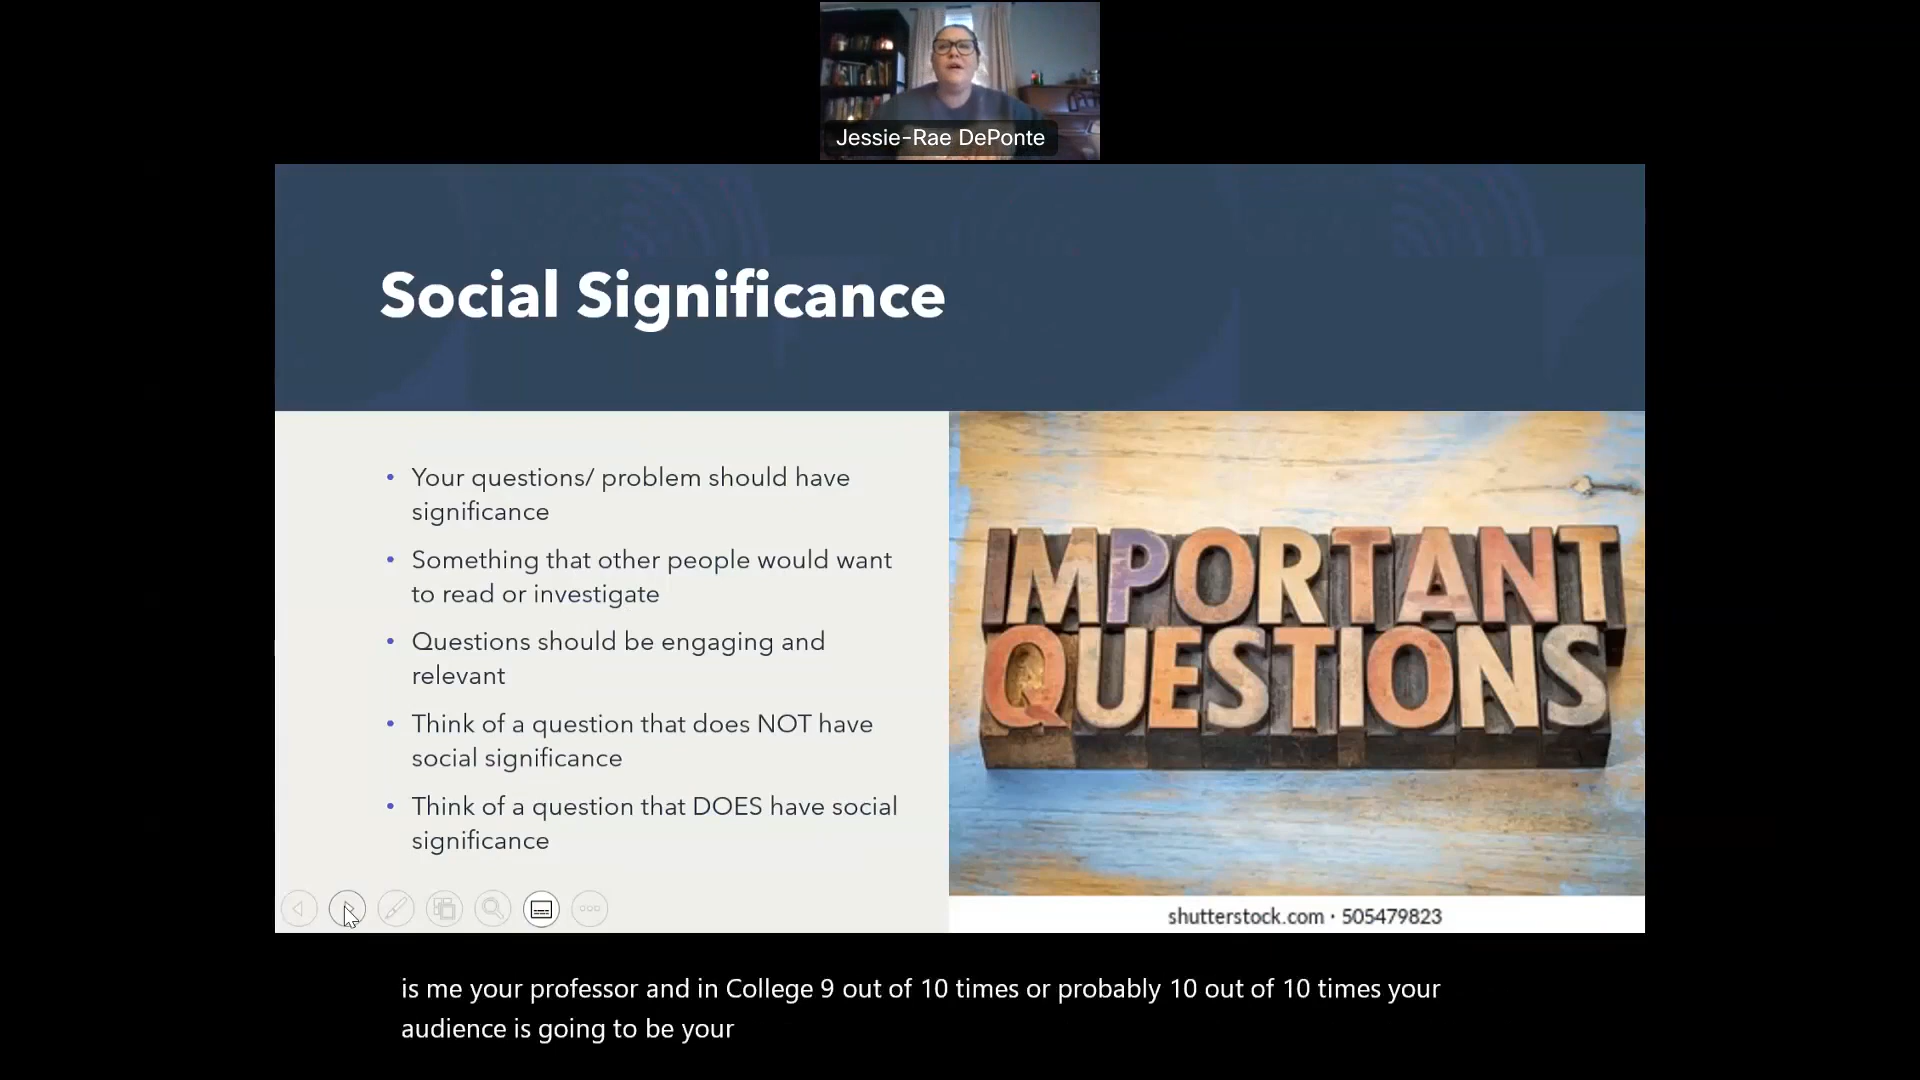 Jessie-Rae DePonte
Social Significance
• Your questions/ problem should have
significance
• Something that other people would want
to read or investigate
• Questions should be engaging and
relevant
• Think of a question that does NOT have
social significance
• Think of a question that DOES have social
significance
IMPORTANT
QUESTIONS
shutterstock.com · 505479823
is me your professor and in College 9 out of 10 times or probably 10 out of 10 times your
audience is going to be your